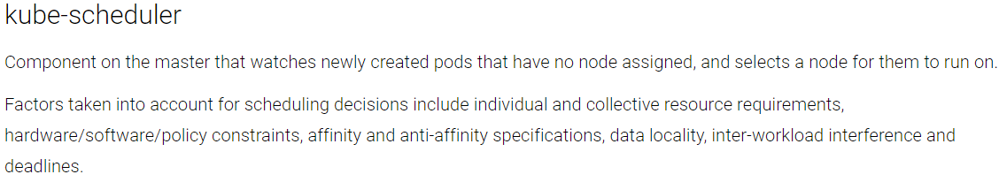 kube-scheduler
Component on the master that watches newly created pods that have no node assigned, and selects a node for them to run on.
Factors taken into account for scheduling decisions include individual and collective resource requirements,
hardware/software/policy constraints, affinity and anti-affinity specifications, data locality, inter-workload interference and
deadlines.